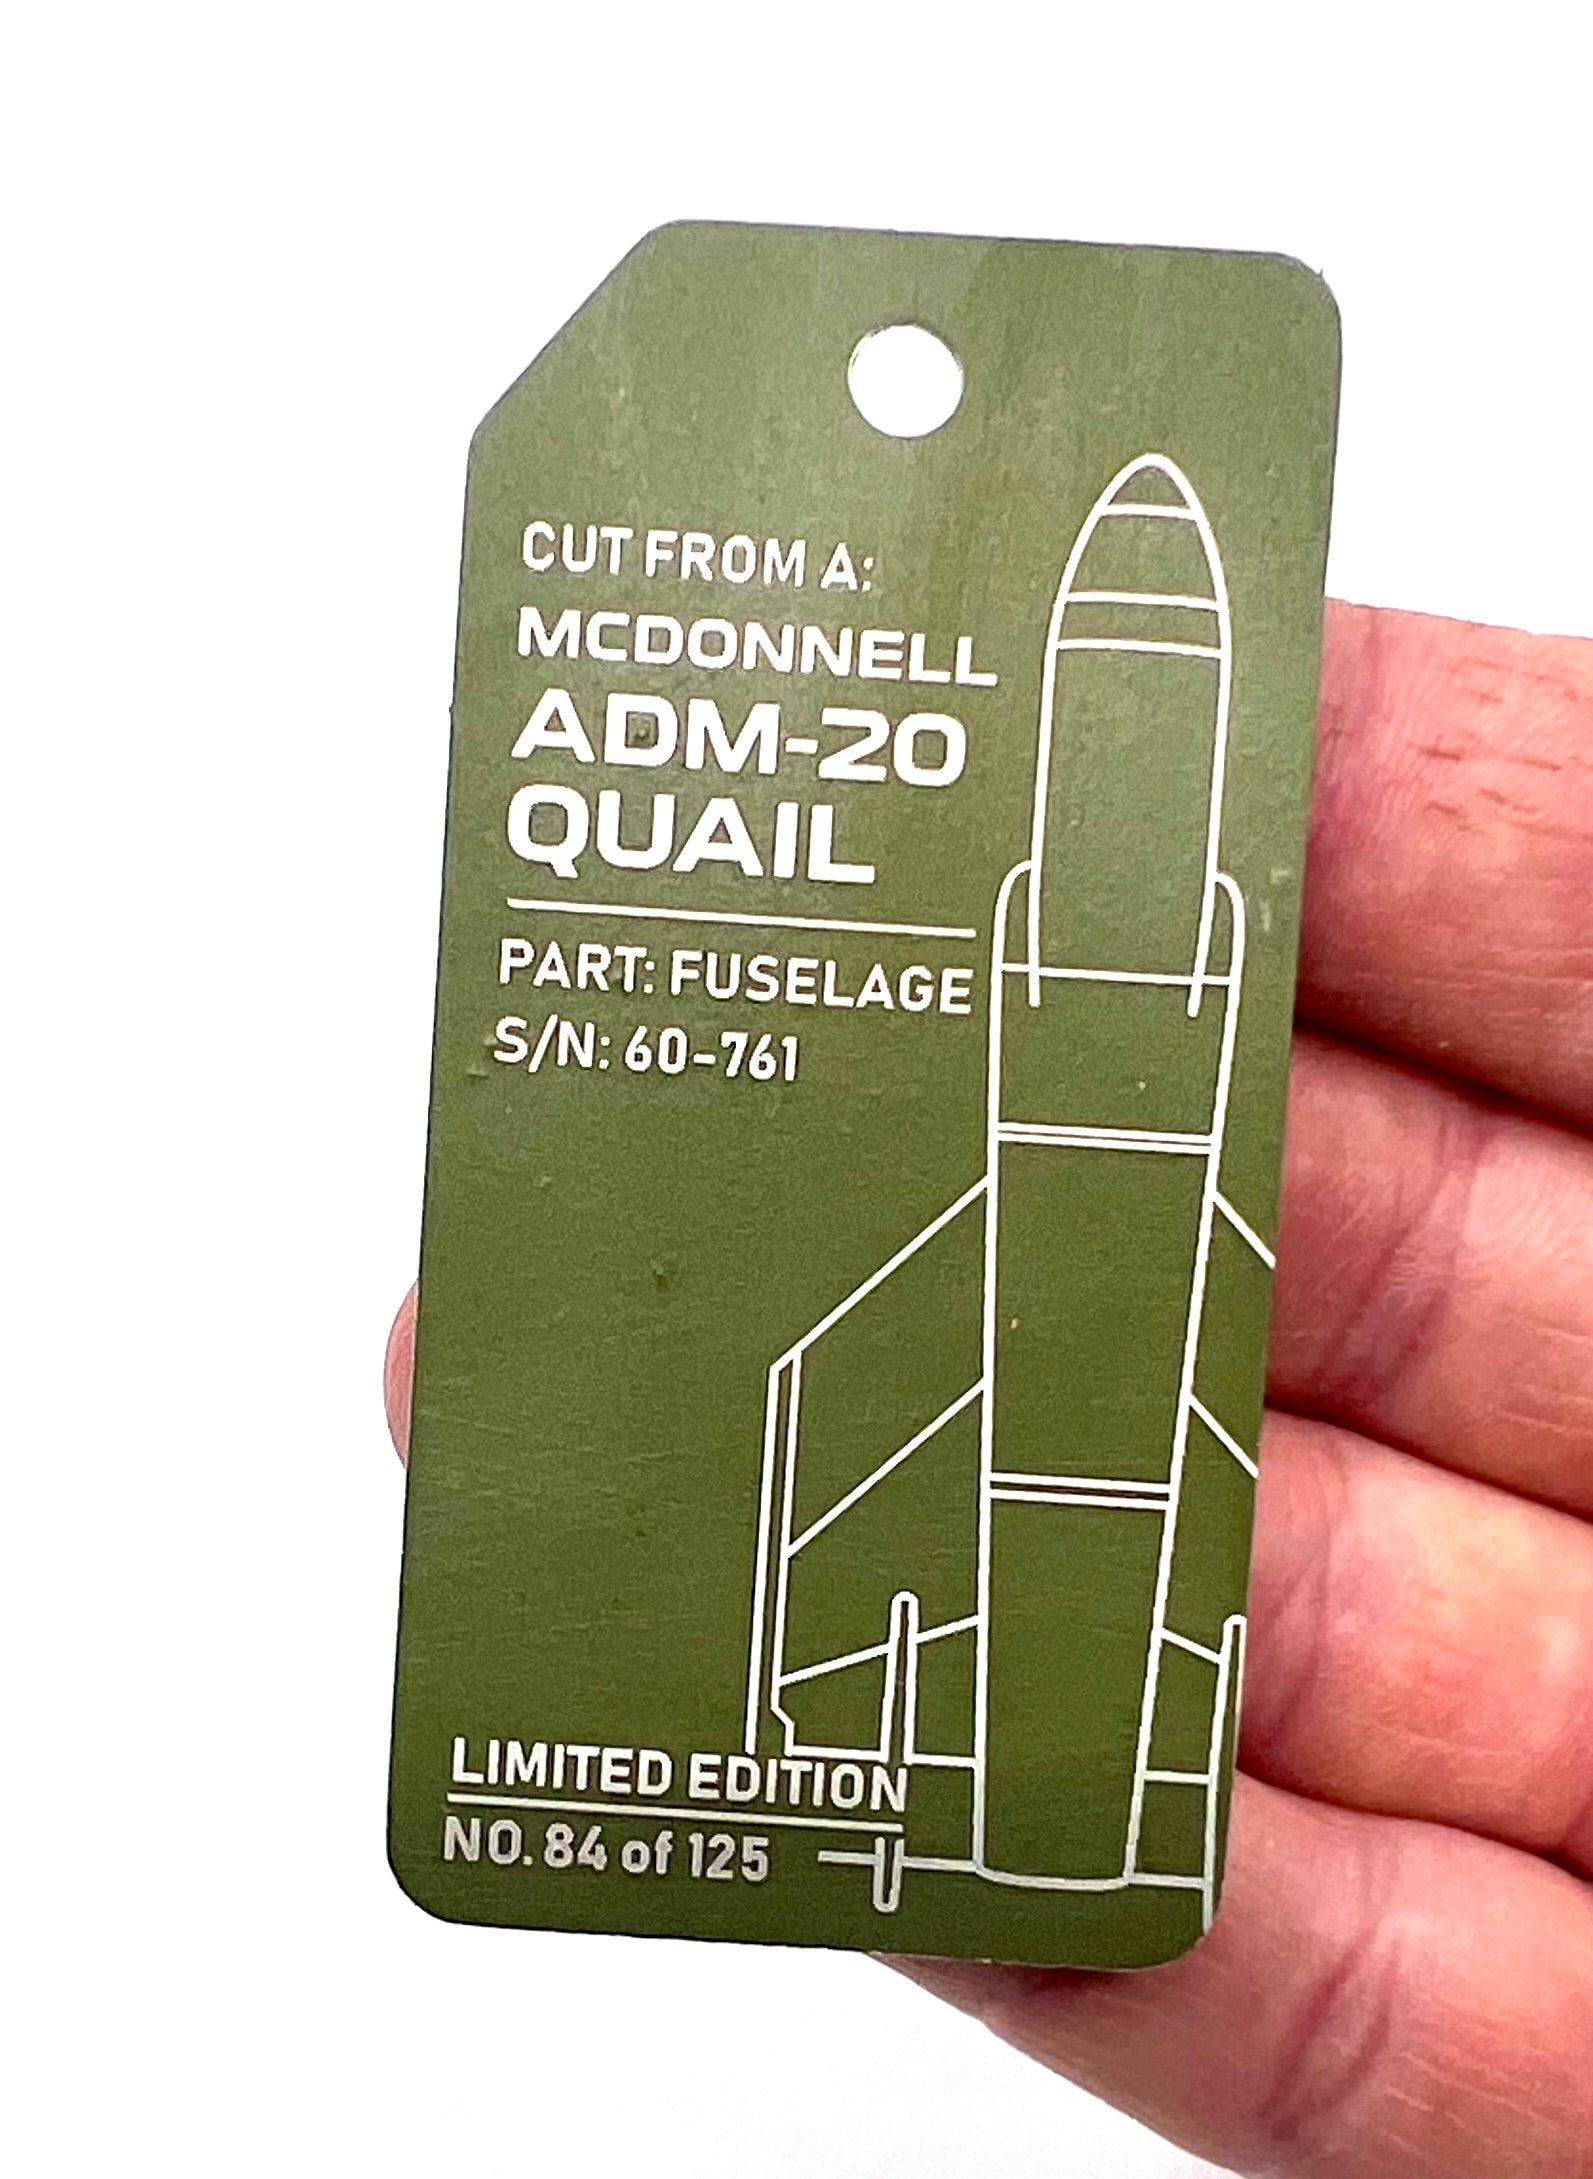 CUT FROM A:
MCDONNELL
ADM-20
QUAIL
PART: FUSELAGE
S/N: 60-761
LIMITED EDITION
NO. 84 of 125